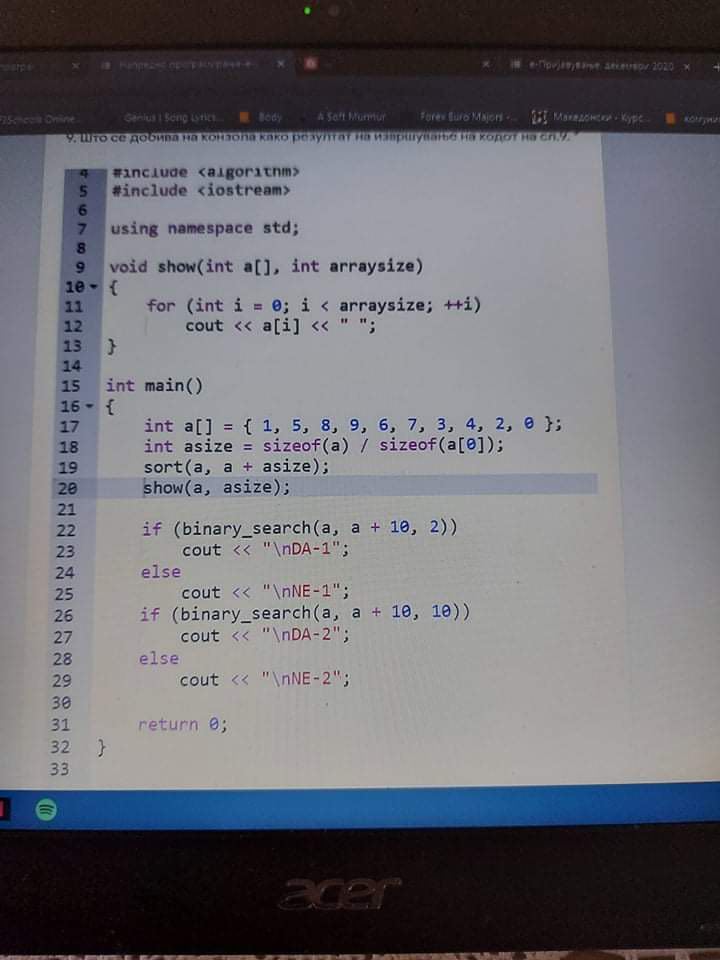 Напредно програмирање-е
е-Пријавување декември 2020
Schools Online
Genius | Song Lyric...
Body
A Soft Murmur
Forex Euro Majors -...
Македонски - Курс...
9. Што се добива на конзола како резултат на извршување на кодот на сл.9. *
4 #include <algorithm>
5 #include <iostream>
6
7 using namespace std;
8
9 void show(int a[], int arraysize)
10 {
11 for (int i = 0; i < arraysize; ++i)
12 cout << a[i] << " ";
13 }
14
15 int main()
16 {
17 int a[] = { 1, 5, 8, 9, 6, 7, 3, 4, 2, 0 };
18 int asize = sizeof(a) / sizeof(a[0]);
19 sort(a, a + asize);
20 show(a, asize);
21
22 if (binary_search(a, a + 10, 2))
23 cout << "\nDA-1";
24 else
25 cout << "\nNE-1";
26 if (binary_search(a, a + 10, 10))
27 cout << "\nDA-2";
28 else
29 cout << "\nNE-2";
30
31 return 0;
32 }
33
acer